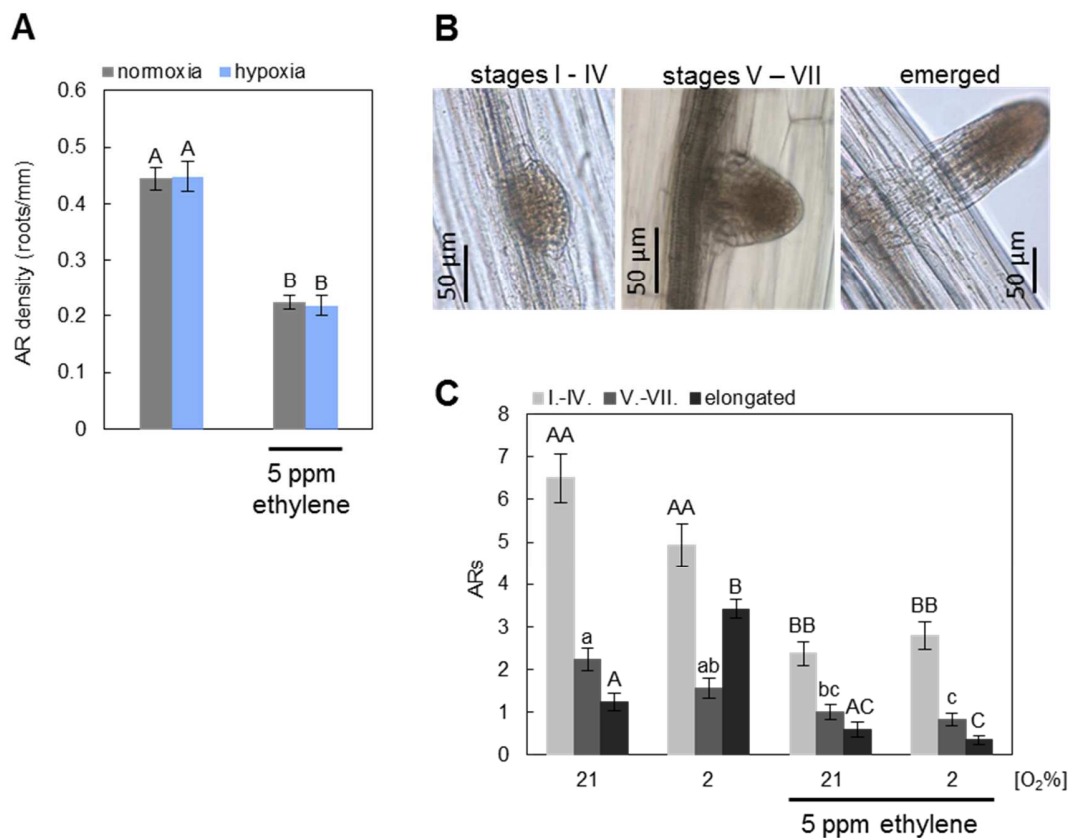 A
normoxia hypoxia
0.6
0.5
0.4
0.3
0.2
0.1
0
AR density (roots/mm)
A A
B B
5 ppm
ethylene
B
stages I - IV
stages V – VII
emerged
50 µm
50 µm
50 µm
C
I.-IV. V.-VII. elongated
8
7
6
5
4
3
2
1
0
ARs
AA
a
A
AA
ab
B
BB
bc
AC
BB
c
C
21 2 21 2 [O₂%]
5 ppm ethylene